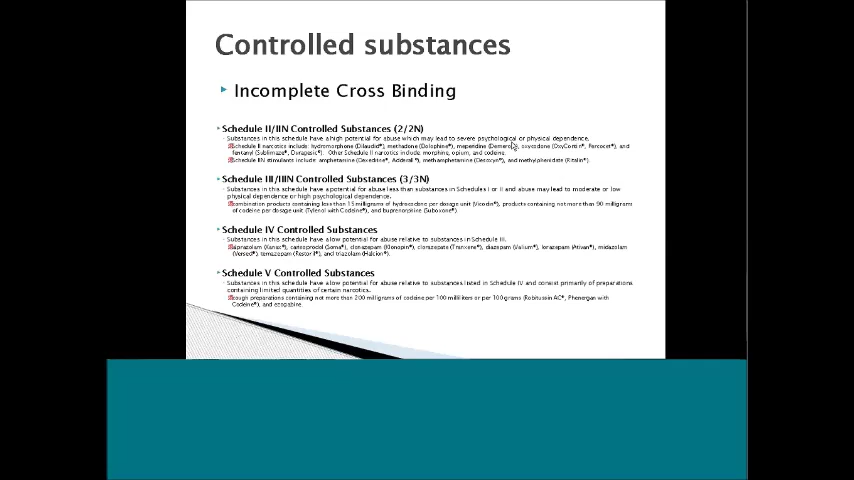 Controlled substances
Incomplete Cross Binding
Schedule II/IIN Controlled Substances (2/2N)
Substances in this schedule have a high potential for abuse which may lead to severe psychological or physical dependence.
Schedule II narcotics include: hydromorphone (Dilaudid®), methadone (Dolophine®), meperidine (Demerol®), oxycodone (OxyContin®, Percocet®), and
fentanyl (Sublimaze®, Duragesic®). Other Schedule II narcotics include: morphine, opium, and codeine.
Schedule IIN stimulants include: amphetamine (Dexedrine®, Adderall®), methamphetamine (Desoxyn®), and methylphenidate (Ritalin®).
Schedule III/IIIN Controlled Substances (3/3N)
Substances in this schedule have a potential for abuse less than substances in Schedules I or II and abuse may lead to moderate or low
physical dependence or high psychological dependence.
Combination products containing less than 15 milligrams of hydrocodone per dosage unit (Vicodin®), products containing not more than 90 milligrams
of codeine per dosage unit (Tylenol with Codeine®), and buprenorphine (Suboxone®).
Schedule IV Controlled Substances
Substances in this schedule have a low potential for abuse relative to substances in Schedule III.
alprazolam (Xanax®), carisoprodol (Soma®), clonazepam (Klonopin®), clorazepate (Tranxene®), diazepam (Valium®), lorazepam (Ativan®), midazolam
(Versed®), temazepam (Restoril®), and triazolam (Halcion®).
Schedule V Controlled Substances
Substances in this schedule have a low potential for abuse relative to substances listed in Schedule IV and consist primarily of preparations
containing limited quantities of certain narcotics.
cough preparations containing not more than 200 milligrams of codeine per 100 milliliters or per 100 grams (Robitussin AC®, Phenergan with
Codeine®), and ezogabine.